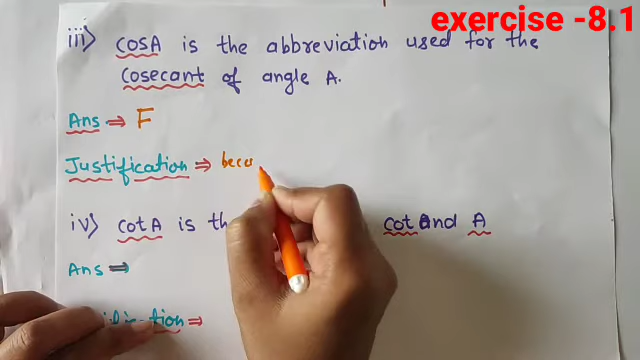 exercise -8.1
iii) cosA is the abbreviation used for the
cosecant of angle A.
Ans ⇒ F
Justification ⇒ beca
iv) cotA is th cot and A
Ans ⇒
tion ⇒